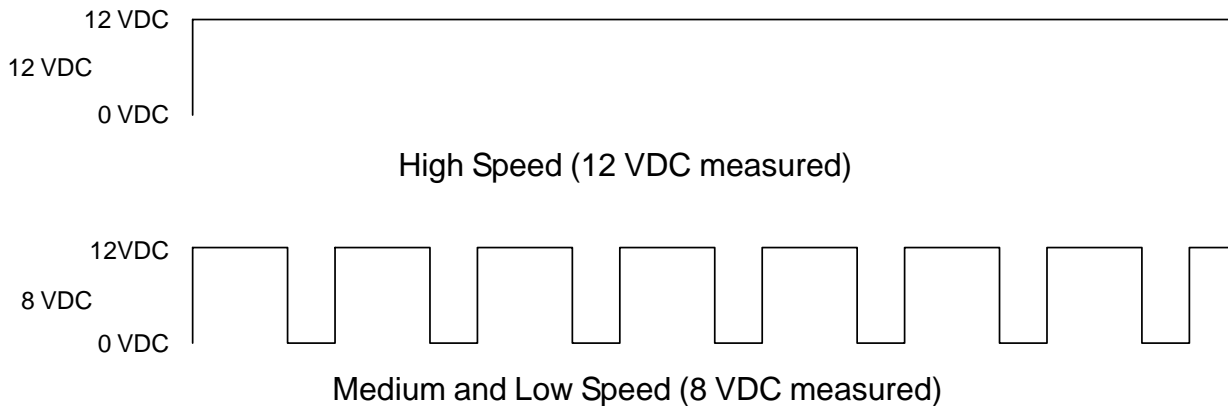 12 VDC
12 VDC
0 VDC
High Speed (12 VDC measured)
12VDC
8 VDC
0 VDC
Medium and Low Speed (8 VDC measured)